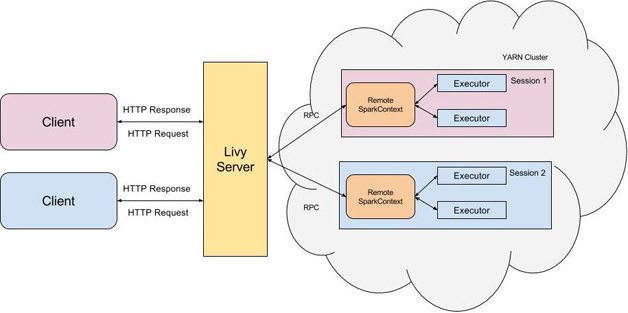 YARN Cluster
Client
HTTP Response
HTTP Request
Client
HTTP Response
HTTP Request
Livy
Server
RPC
RPC
Session 1
Remote
SparkContext
Executor
Executor
Session 2
Remote
SparkContext
Executor
Executor